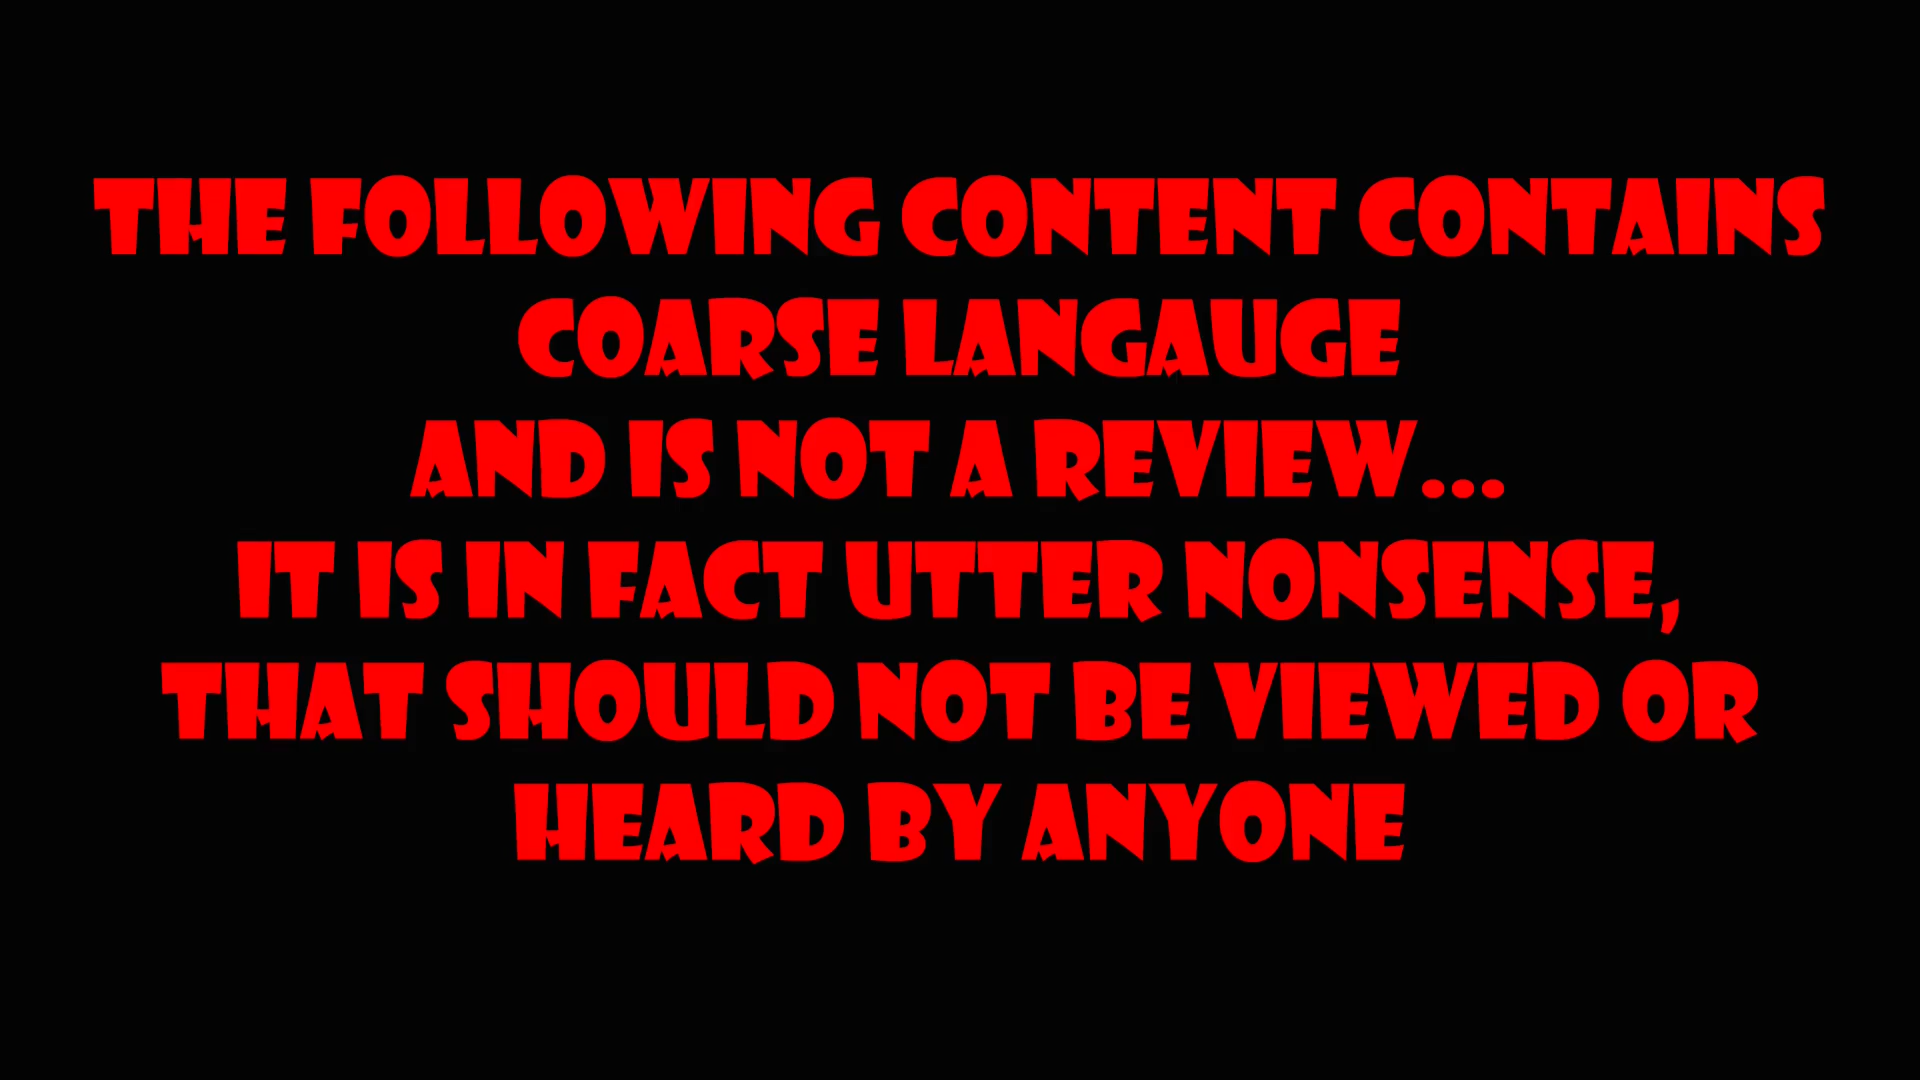 THE FOLLOWING CONTENT CONTAINS
COARSE LANGAUGE
AND IS NOT A REVIEW...
IT IS IN FACT UTTER NONSENSE,
THAT SHOULD NOT BE VIEWED OR
HEARD BY ANYONE